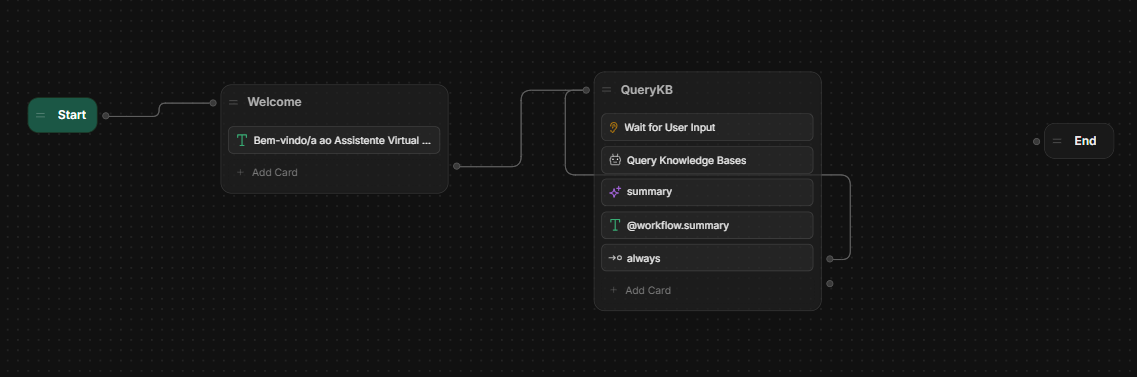 Start
Welcome
Bem-vindo/a ao Assistente Virtual ...
+ Add Card
QueryKB
Wait for User Input
Query Knowledge Bases
summary
@workflow.summary
always
+ Add Card
End